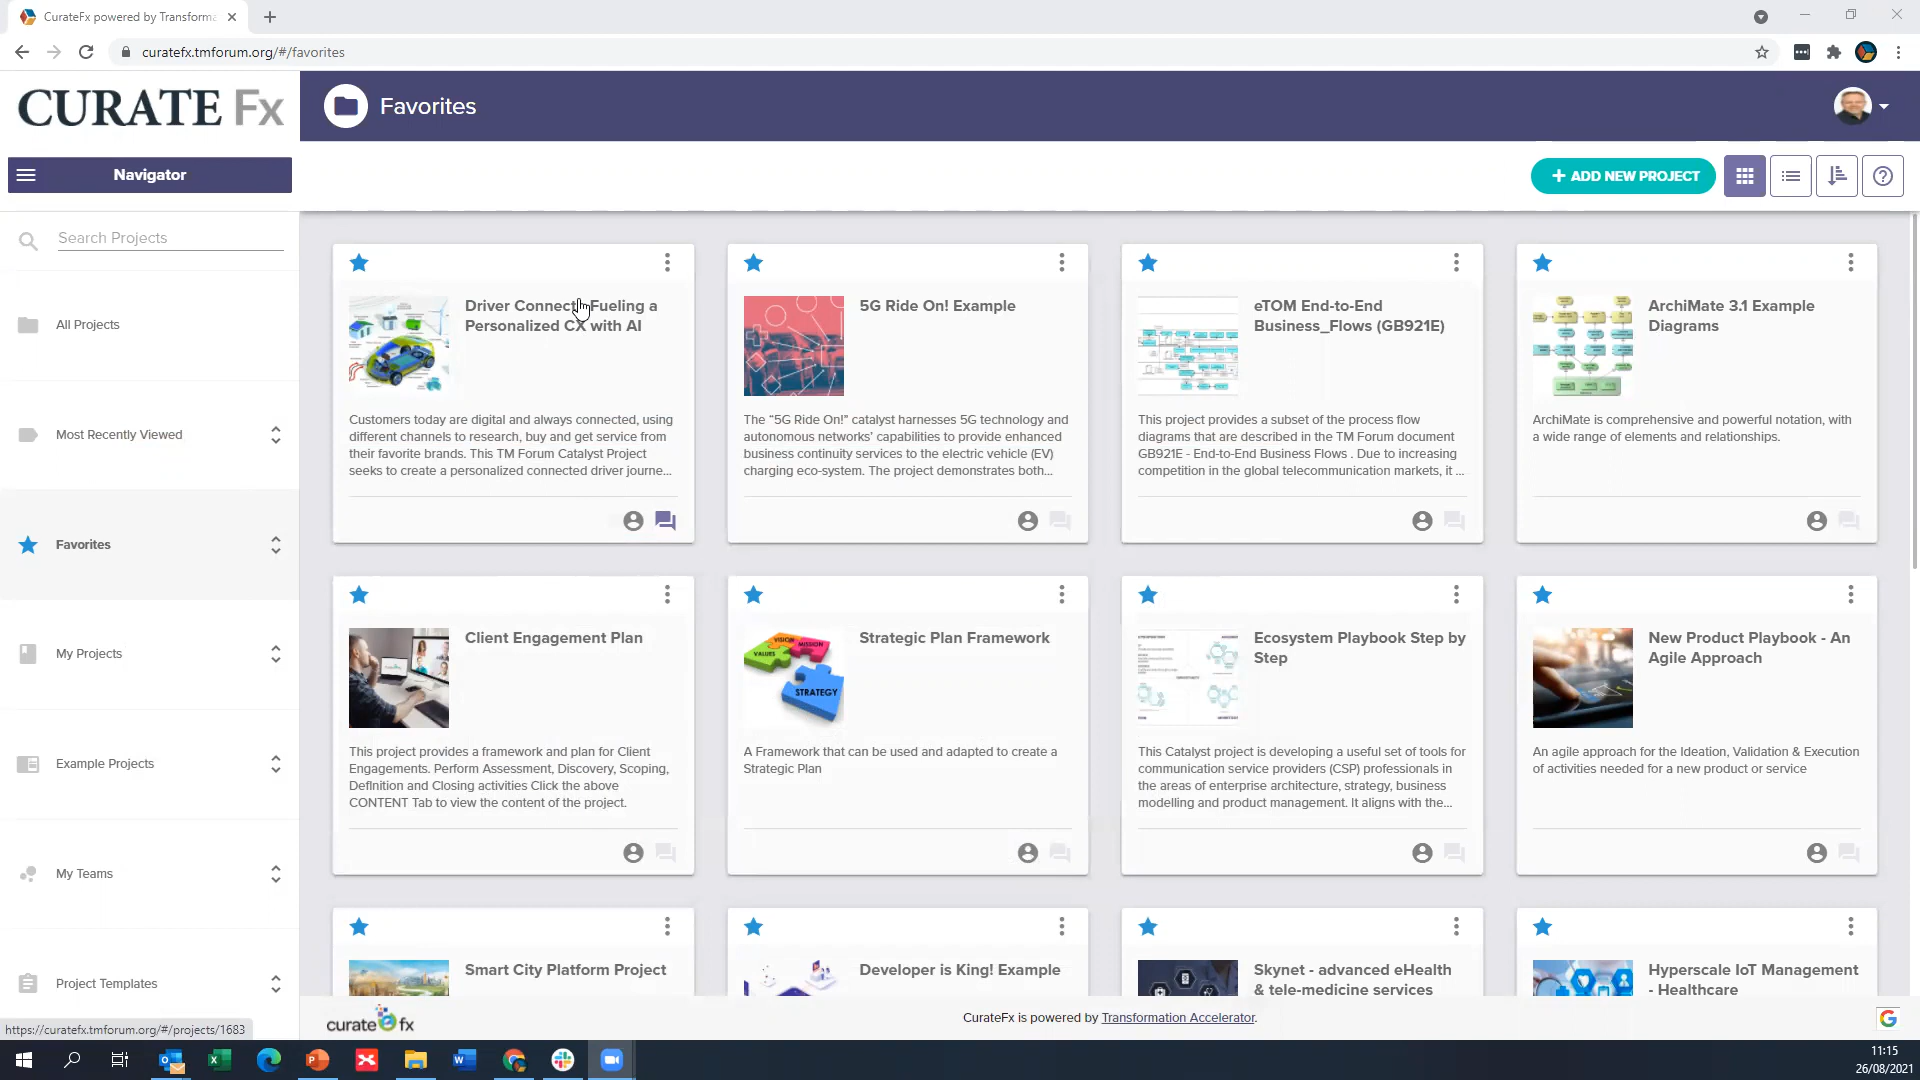 CurateFx powered by Transforma
curatefx.tmforum.org/#/favorites
CURATE Fx
Favorites
Navigator
ADD NEW PROJECT
Search Projects
All Projects
Most Recently Viewed
Favorites
My Projects
Example Projects
My Teams
Project Templates
Driver Connect: Fueling a
Personalized CX with AI
Customers today are digital and always connected, using
different channels to research, buy and get service from
their favorite brands. This TM Forum Catalyst Project
seeks to create a personalized connected driver journe...
5G Ride On! Example
The “5G Ride On!” catalyst harnesses 5G technology and
autonomous networks’ capabilities to provide enhanced
business continuity services to the electric vehicle (EV)
charging eco-system. The project demonstrates both...
eTOM End-to-End
Business_Flows (GB921E)
This project provides a subset of the process flow
diagrams that are described in the TM Forum document
GB921E - End-to-End Business Flows . Due to increasing
competition in the global telecommunication markets, it ...
ArchiMate 3.1 Example
Diagrams
ArchiMate is comprehensive and powerful notation, with
a wide range of elements and relationships.
Client Engagement Plan
This project provides a framework and plan for Client
Engagements. Perform Assessment, Discovery, Scoping,
Definition and Closing activities Click the above
CONTENT Tab to view the content of the project.
VISION
MISSION
VALUES
STRATEGY
Strategic Plan Framework
A Framework that can be used and adapted to create a
Strategic Plan
Ecosystem Playbook Step by
Step
This Catalyst project is developing a useful set of tools for
communication service providers (CSP) professionals in
the areas of enterprise architecture, strategy, business
modelling and product management. It aligns with the...
New Product Playbook - An
Agile Approach
An agile approach for the Ideation, Validation & Execution
of activities needed for a new product or service
Smart City Platform Project
Developer is King! Example
Skynet - advanced eHealth
& tele-medicine services
Hyperscale IoT Management
- Healthcare
https://curatefx.tmforum.org/#/projects/1683
curate fx
CurateFx is powered by Transformation Accelerator.
11:15
26/08/2021